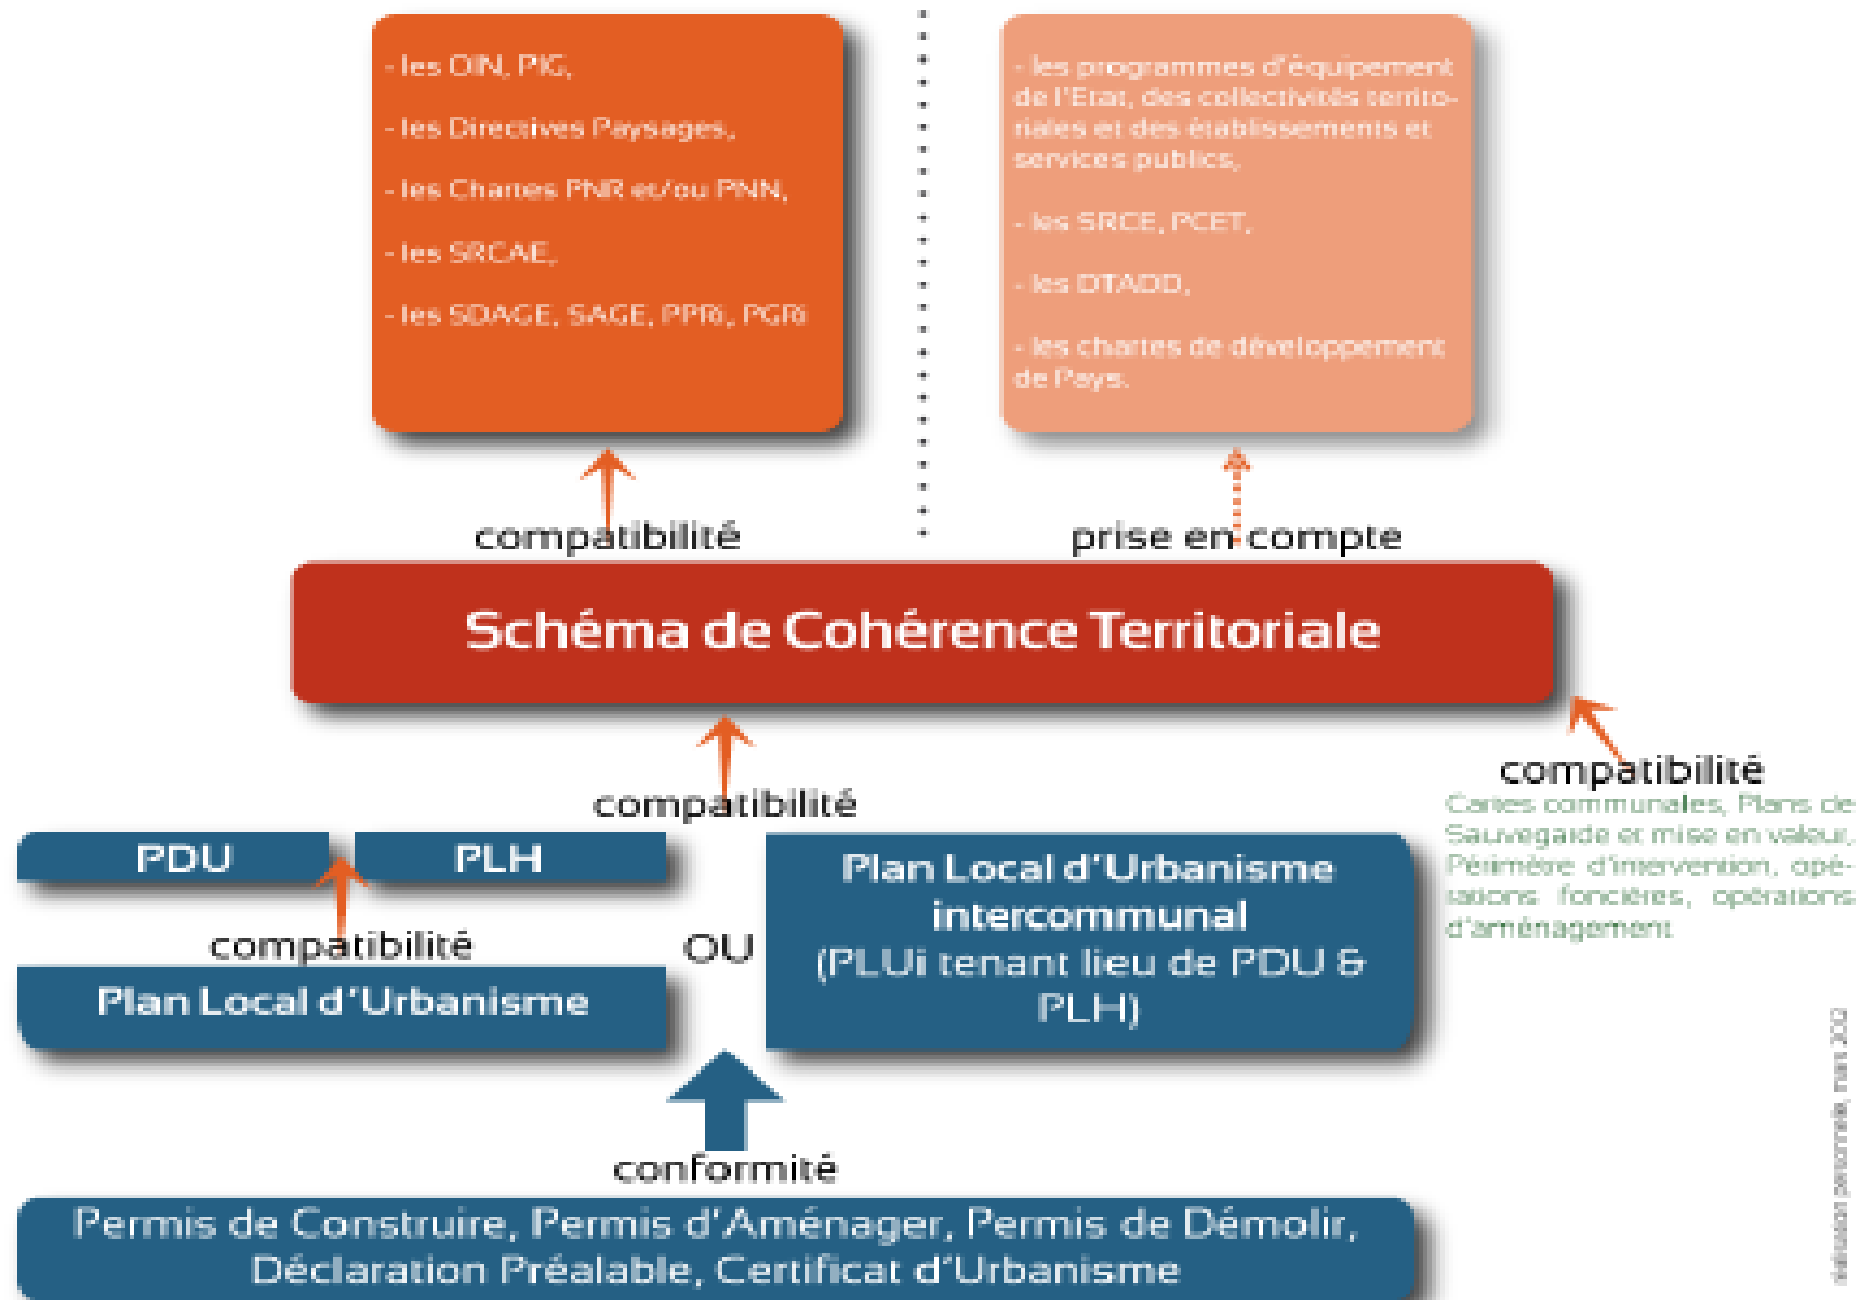 - les OIN, PIG,
- les Directives Paysages,
- les Chartes PNR et/ou PNN,
- les SRCAE,
- les SDAGE, SAGE, PPRi, PGRi
- les programmes d'équipement
de l'Etat, des collectivités territo-
riales et des établissements et
services publics,
- les SRCE, PCET,
- les DTADD,
- les chartes de développement
de Pays.
compatibilité
prise en compte
Schéma de Cohérence Territoriale
compatibilité
compatibilité
Cartes communales, Plans de
Sauvegarde et mise en valeur,
Périmètre d'intervention, opé-
rations foncières, opérations
d'aménagement
PDU
PLH
compatibilité
Plan Local d'Urbanisme
OU
Plan Local d'Urbanisme
intercommunal
(PLUi tenant lieu de PDU &
PLH)
conformité
Permis de Construire, Permis d'Aménager, Permis de Démolir,
Déclaration Préalable, Certificat d'Urbanisme
réalisation personnelle, mars 2012